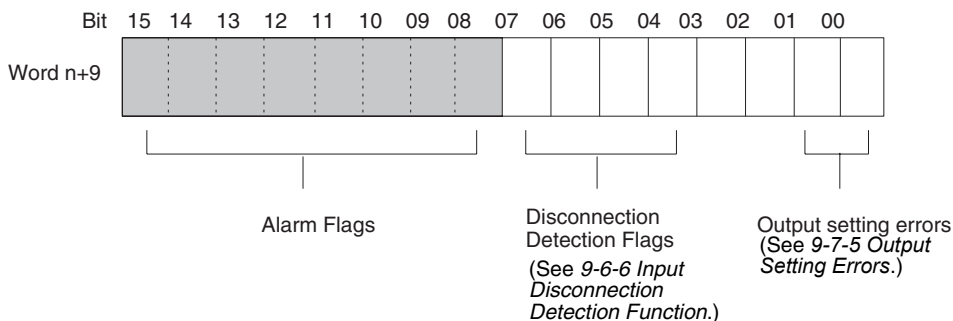 Bit 15 14 13 12 11 10 09 08 07 06 05 04 03 02 01 00
Word n+9
Alarm Flags
Disconnection
Detection Flags
(See 9-6-6 Input
Disconnection
Detection Function.)
Output setting errors
(See 9-7-5 Output
Setting Errors.)